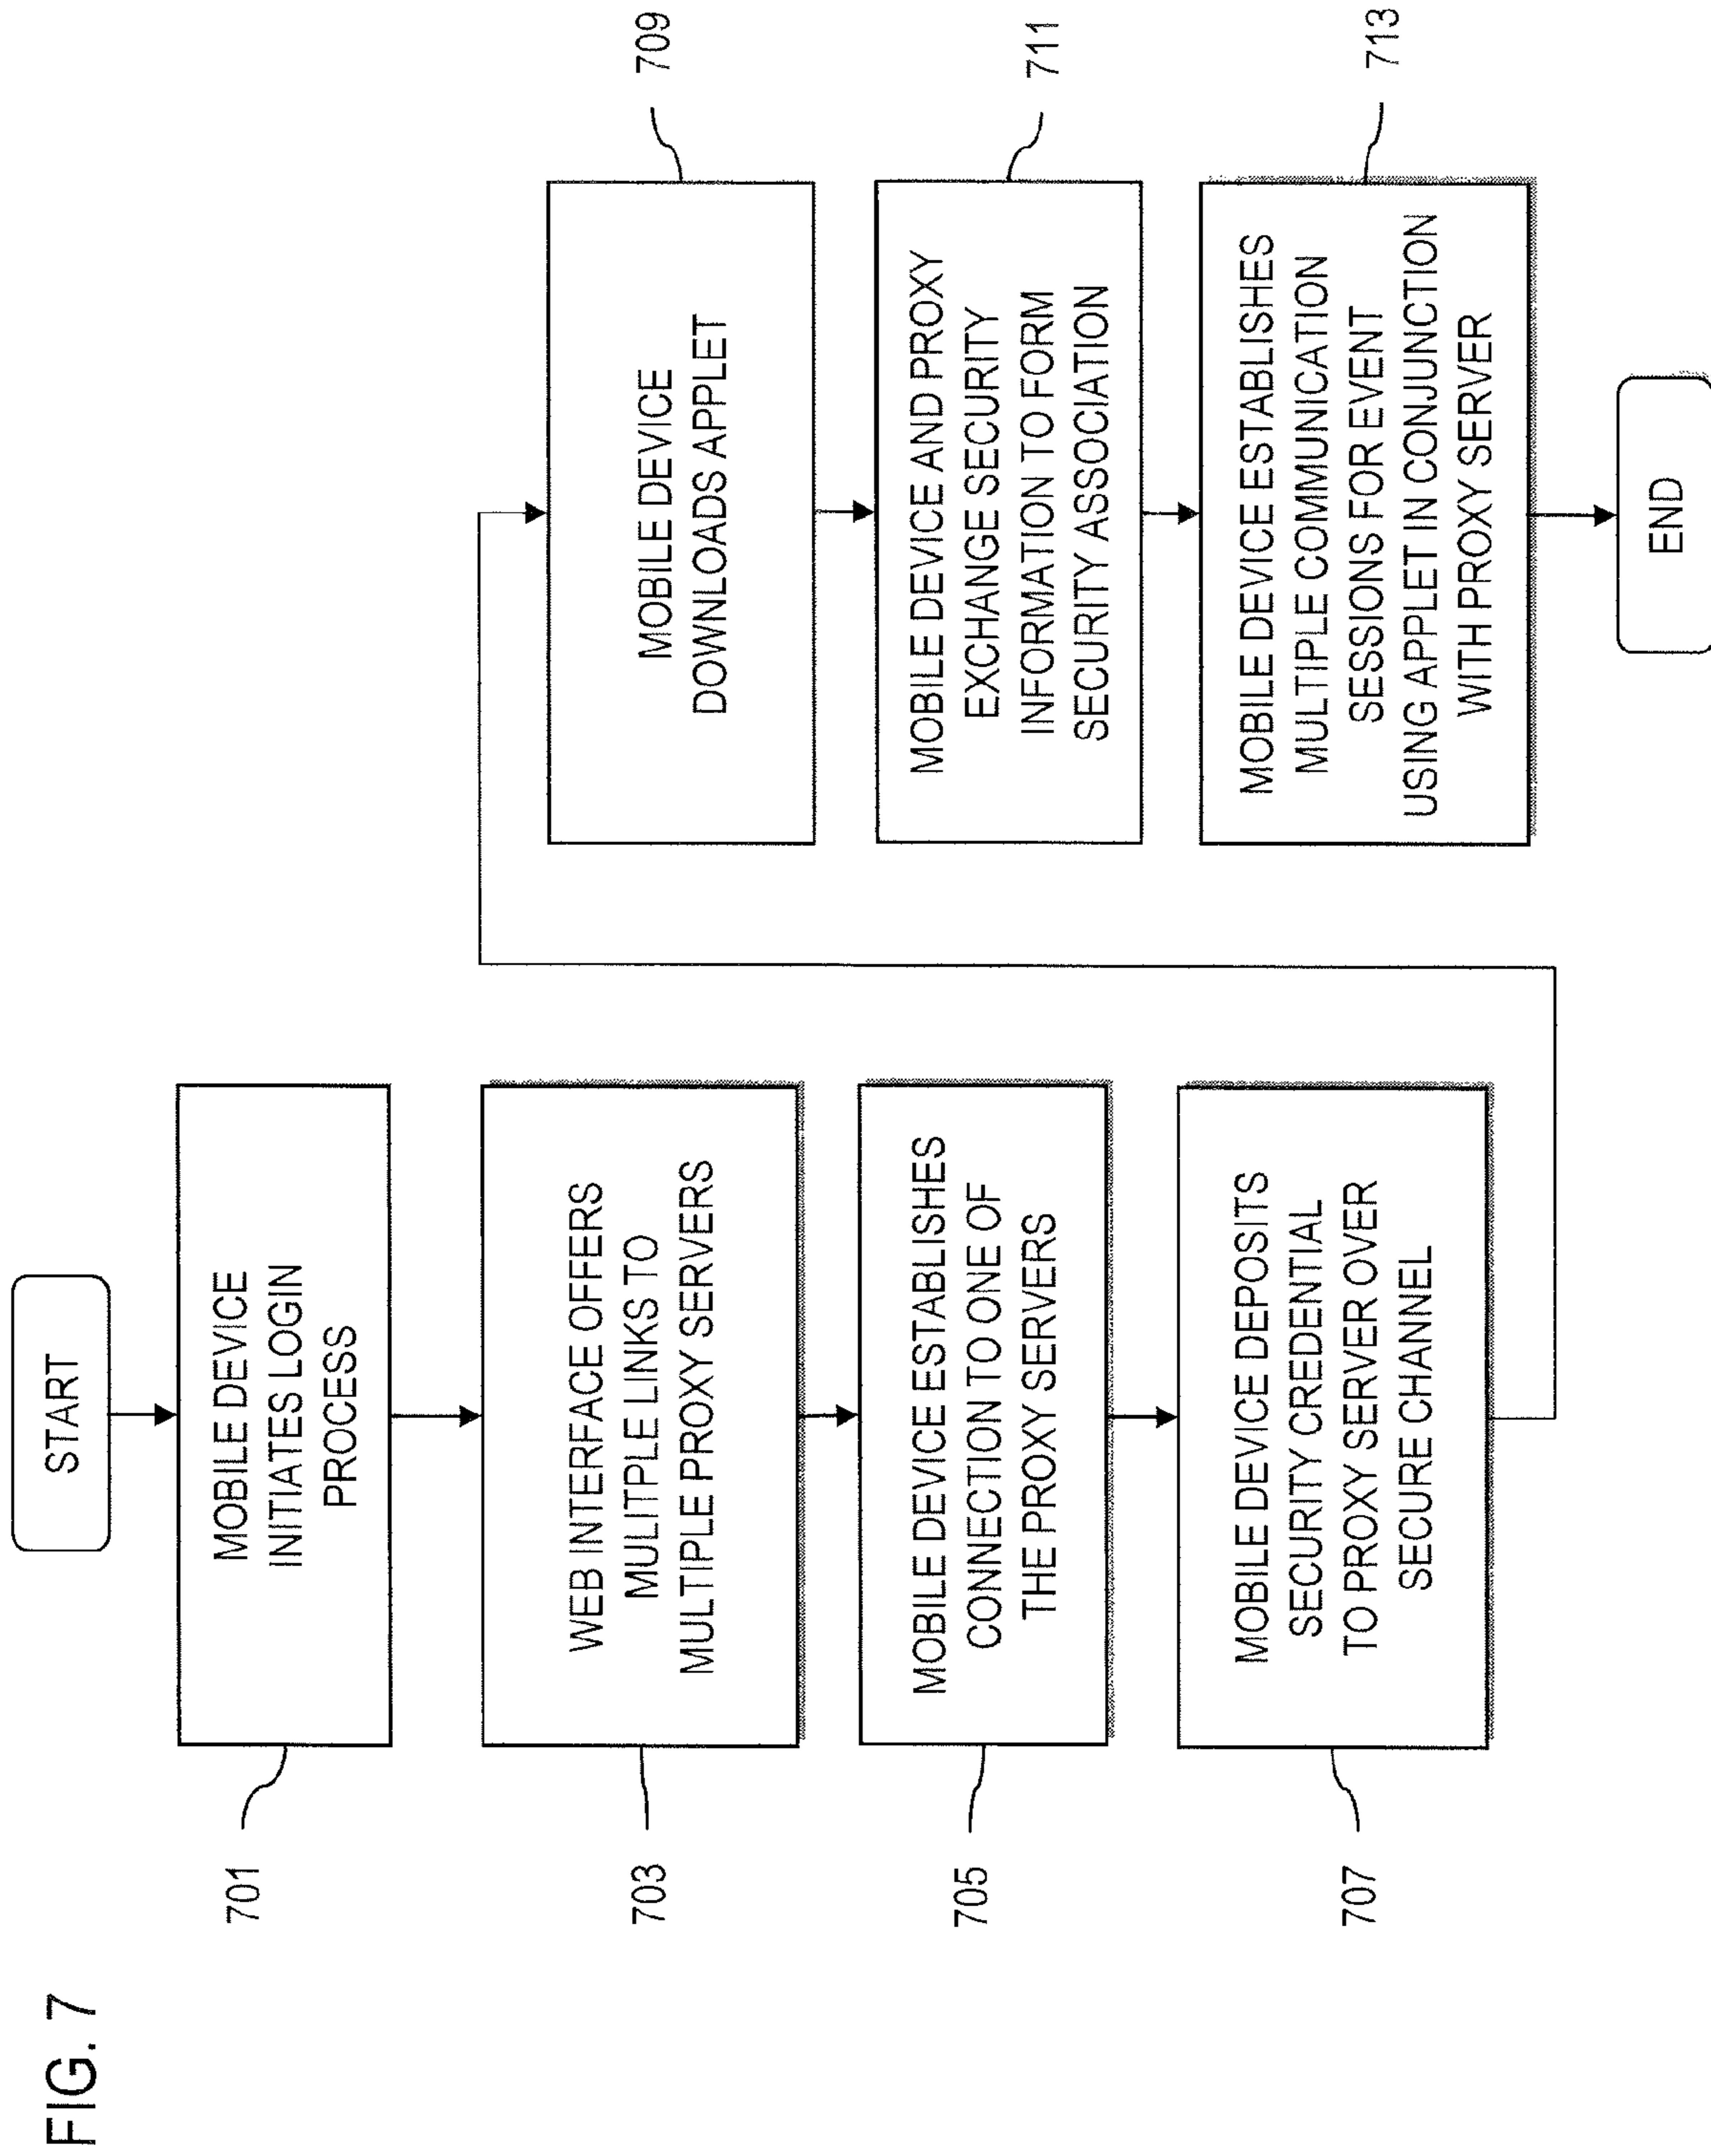 FIG. 7
START
MOBILE DEVICE
INITIATES LOGIN
PROCESS
701
WEB INTERFACE OFFERS
MULITPLE LINKS TO
MULTIPLE PROXY SERVERS
703
MOBILE DEVICE ESTABLISHES
CONNECTION TO ONE OF
THE PROXY SERVERS
705
MOBILE DEVICE DEPOSITS
SECURITY CREDENTIAL
TO PROXY SERVER OVER
SECURE CHANNEL
707
MOBILE DEVICE
DOWNLOADS APPLET
709
MOBILE DEVICE AND PROXY
EXCHANGE SECURITY
INFORMATION TO FORM
SECURITY ASSOCIATION
711
MOBILE DEVICE ESTABLISHES
MULTIPLE COMMUNICATION
SESSIONS FOR EVENT
USING APPLET IN CONJUNCTION
WITH PROXY SERVER
713
END